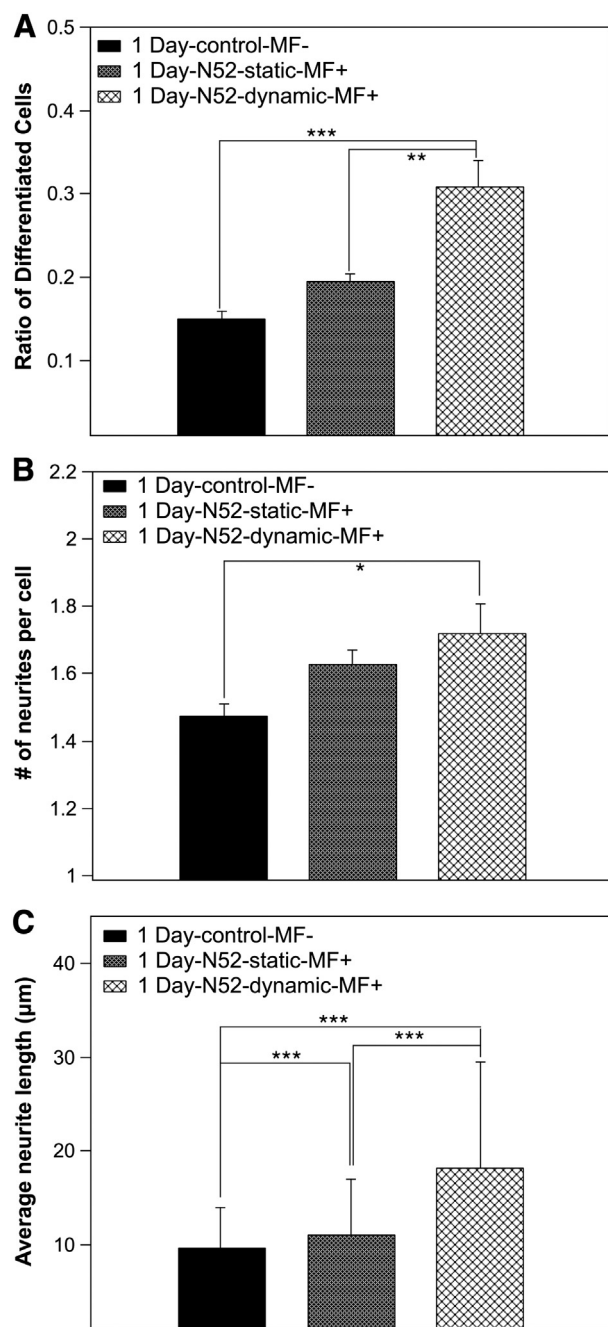 A
0.5
1 Day-control-MF-
1 Day-N52-static-MF+
1 Day-N52-dynamic-MF+
0.4
***
**
0.3
0.2
0.1
Ratio of Differentiated Cells
B
2.2
1 Day-control-MF-
1 Day-N52-static-MF+
1 Day-N52-dynamic-MF+
2
*
1.8
1.6
1.4
1.2
1
# of neurites per cell
C
1 Day-control-MF-
1 Day-N52-static-MF+
1 Day-N52-dynamic-MF+
40
***
***
***
30
20
10
Average neurite length (µm)